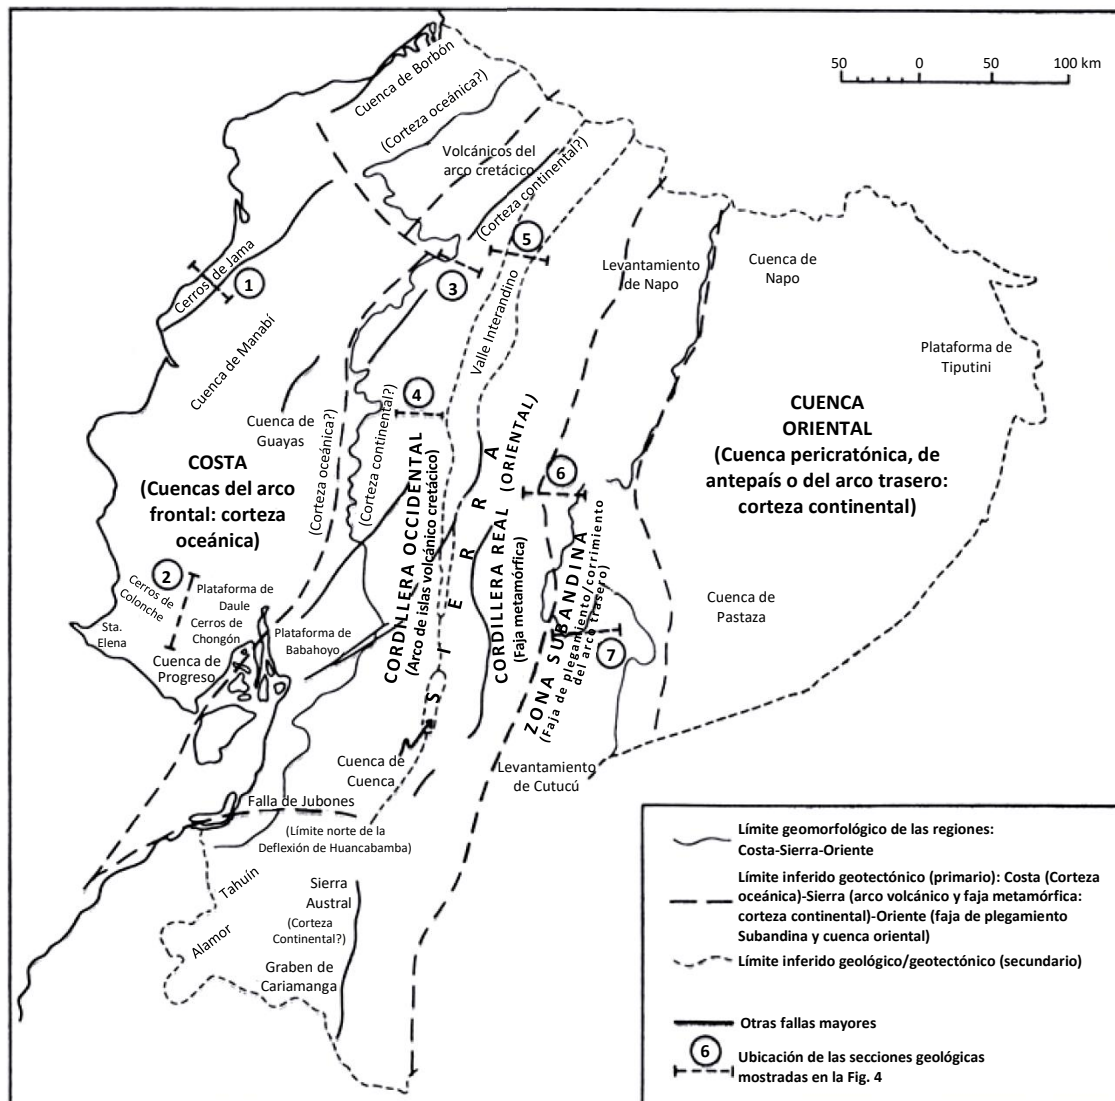 50 0 50 100 km
Cuenca de Borbón
(Corteza oceánica?)
Volcánicos del
arco cretácico
(Corteza continental?)
5
Cerros de Jama
1
3
Valle Interandino
Levantamiento
de Napo
Cuenca de
Napo
Plataforma de
Tiputini
Cuenca de Manabí
4
Cuenca de
Guayas
(Corteza oceánica?)
(Corteza continental?)
COSTA
(Cuencas del arco
frontal: corteza
oceánica)
CORDILLERA OCCIDENTAL
(Arco de islas volcánico cretácico)
SIERRA
CORDILLERA REAL (ORIENTAL)
(Faja metamórfica)
6
ZONA SUBANDINA
(Faja de plegamiento/corrimiento
del arco trasero)
CUENCA
ORIENTAL
(Cuenca pericratónica, de
antepaís o del arco trasero:
corteza continental)
2
Cerros de
Colonche
Plataforma de
Daule
Cerros de
Chongón
Sta.
Elena
Cuenca de
Progreso
Plataforma de
Babahoyo
Cuenca de
Pastaza
7
Cuenca de
Cuenca
Levantamiento
de Cutucú
Falla de Jubones
(Límite norte de la
Deflexión de Huancabamba)
Tahuín
Alamor
Sierra
Austral
(Corteza
Continental?)
Graben de
Cariamanga
Límite geomorfológico de las regiones:
Costa-Sierra-Oriente
Límite inferido geotectónico (primario): Costa (Corteza
oceánica)-Sierra (arco volcánico y faja metamórfica:
corteza continental)-Oriente (faja de plegamiento
Subandina y cuenca oriental)
Límite inferido geológico/geotectónico (secundario)
Otras fallas mayores
6
Ubicación de las secciones geológicas
mostradas en la Fig. 4